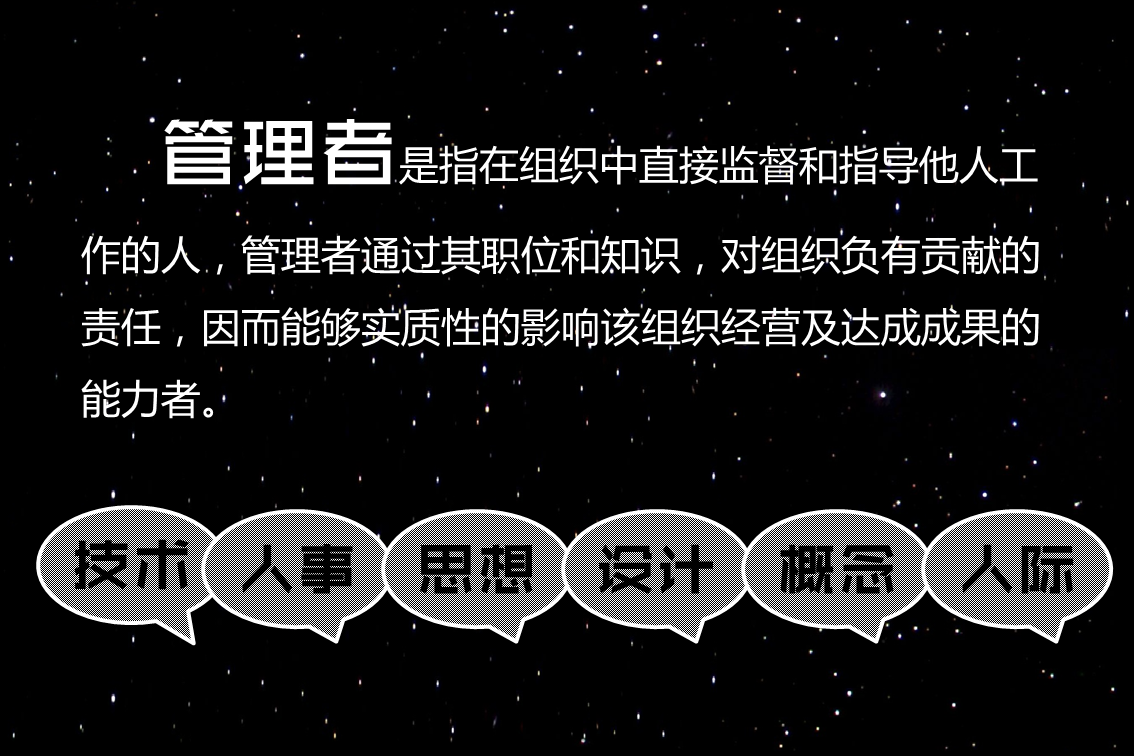 管理者是指在组织中直接监督和指导他人工
作的人，管理者通过其职位和知识，对组织负有贡献的
责任，因而能够实质性的影响该组织经营及达成成果的
能力者。
技术 人事 思想 设计 概念 人际